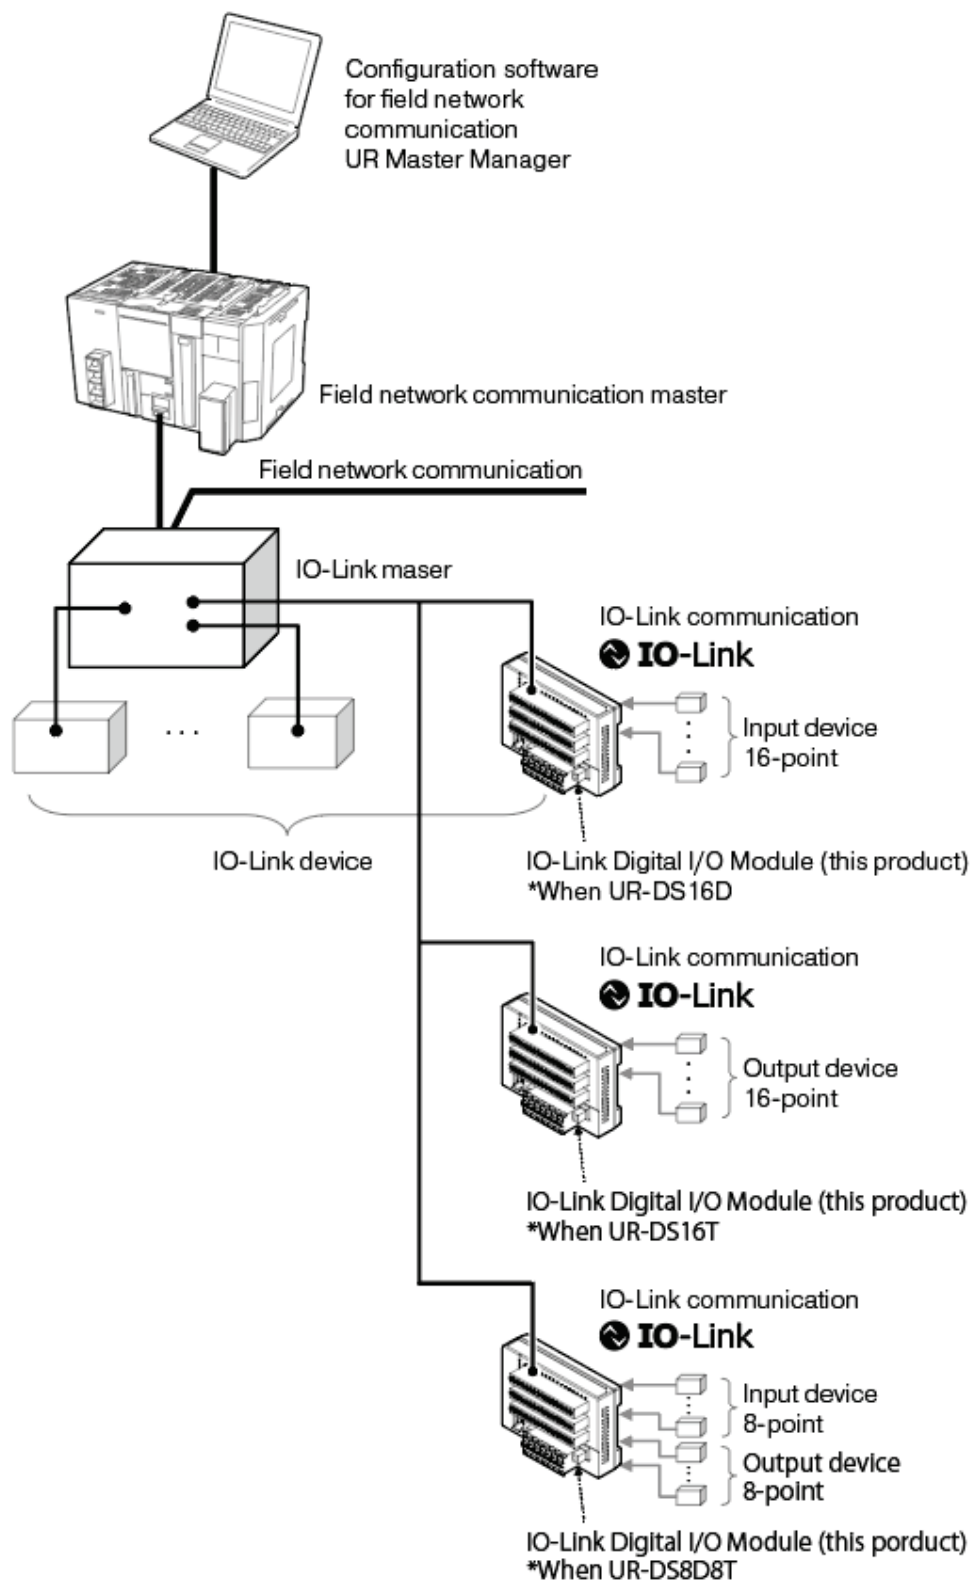 Configuration software
for field network
communication
UR Master Manager
Field network communication master
Field network communication
IO-Link maser
IO-Link communication
IO-Link
Input device
16-point
IO-Link device
IO-Link Digital I/O Module (this product)
*When UR-DS16D
IO-Link communication
IO-Link
Output device
16-point
IO-Link Digital I/O Module (this product)
*When UR-DS16T
IO-Link communication
IO-Link
Input device
8-point
Output device
8-point
IO-Link Digital I/O Module (this porduct)
*When UR-DS8D8T